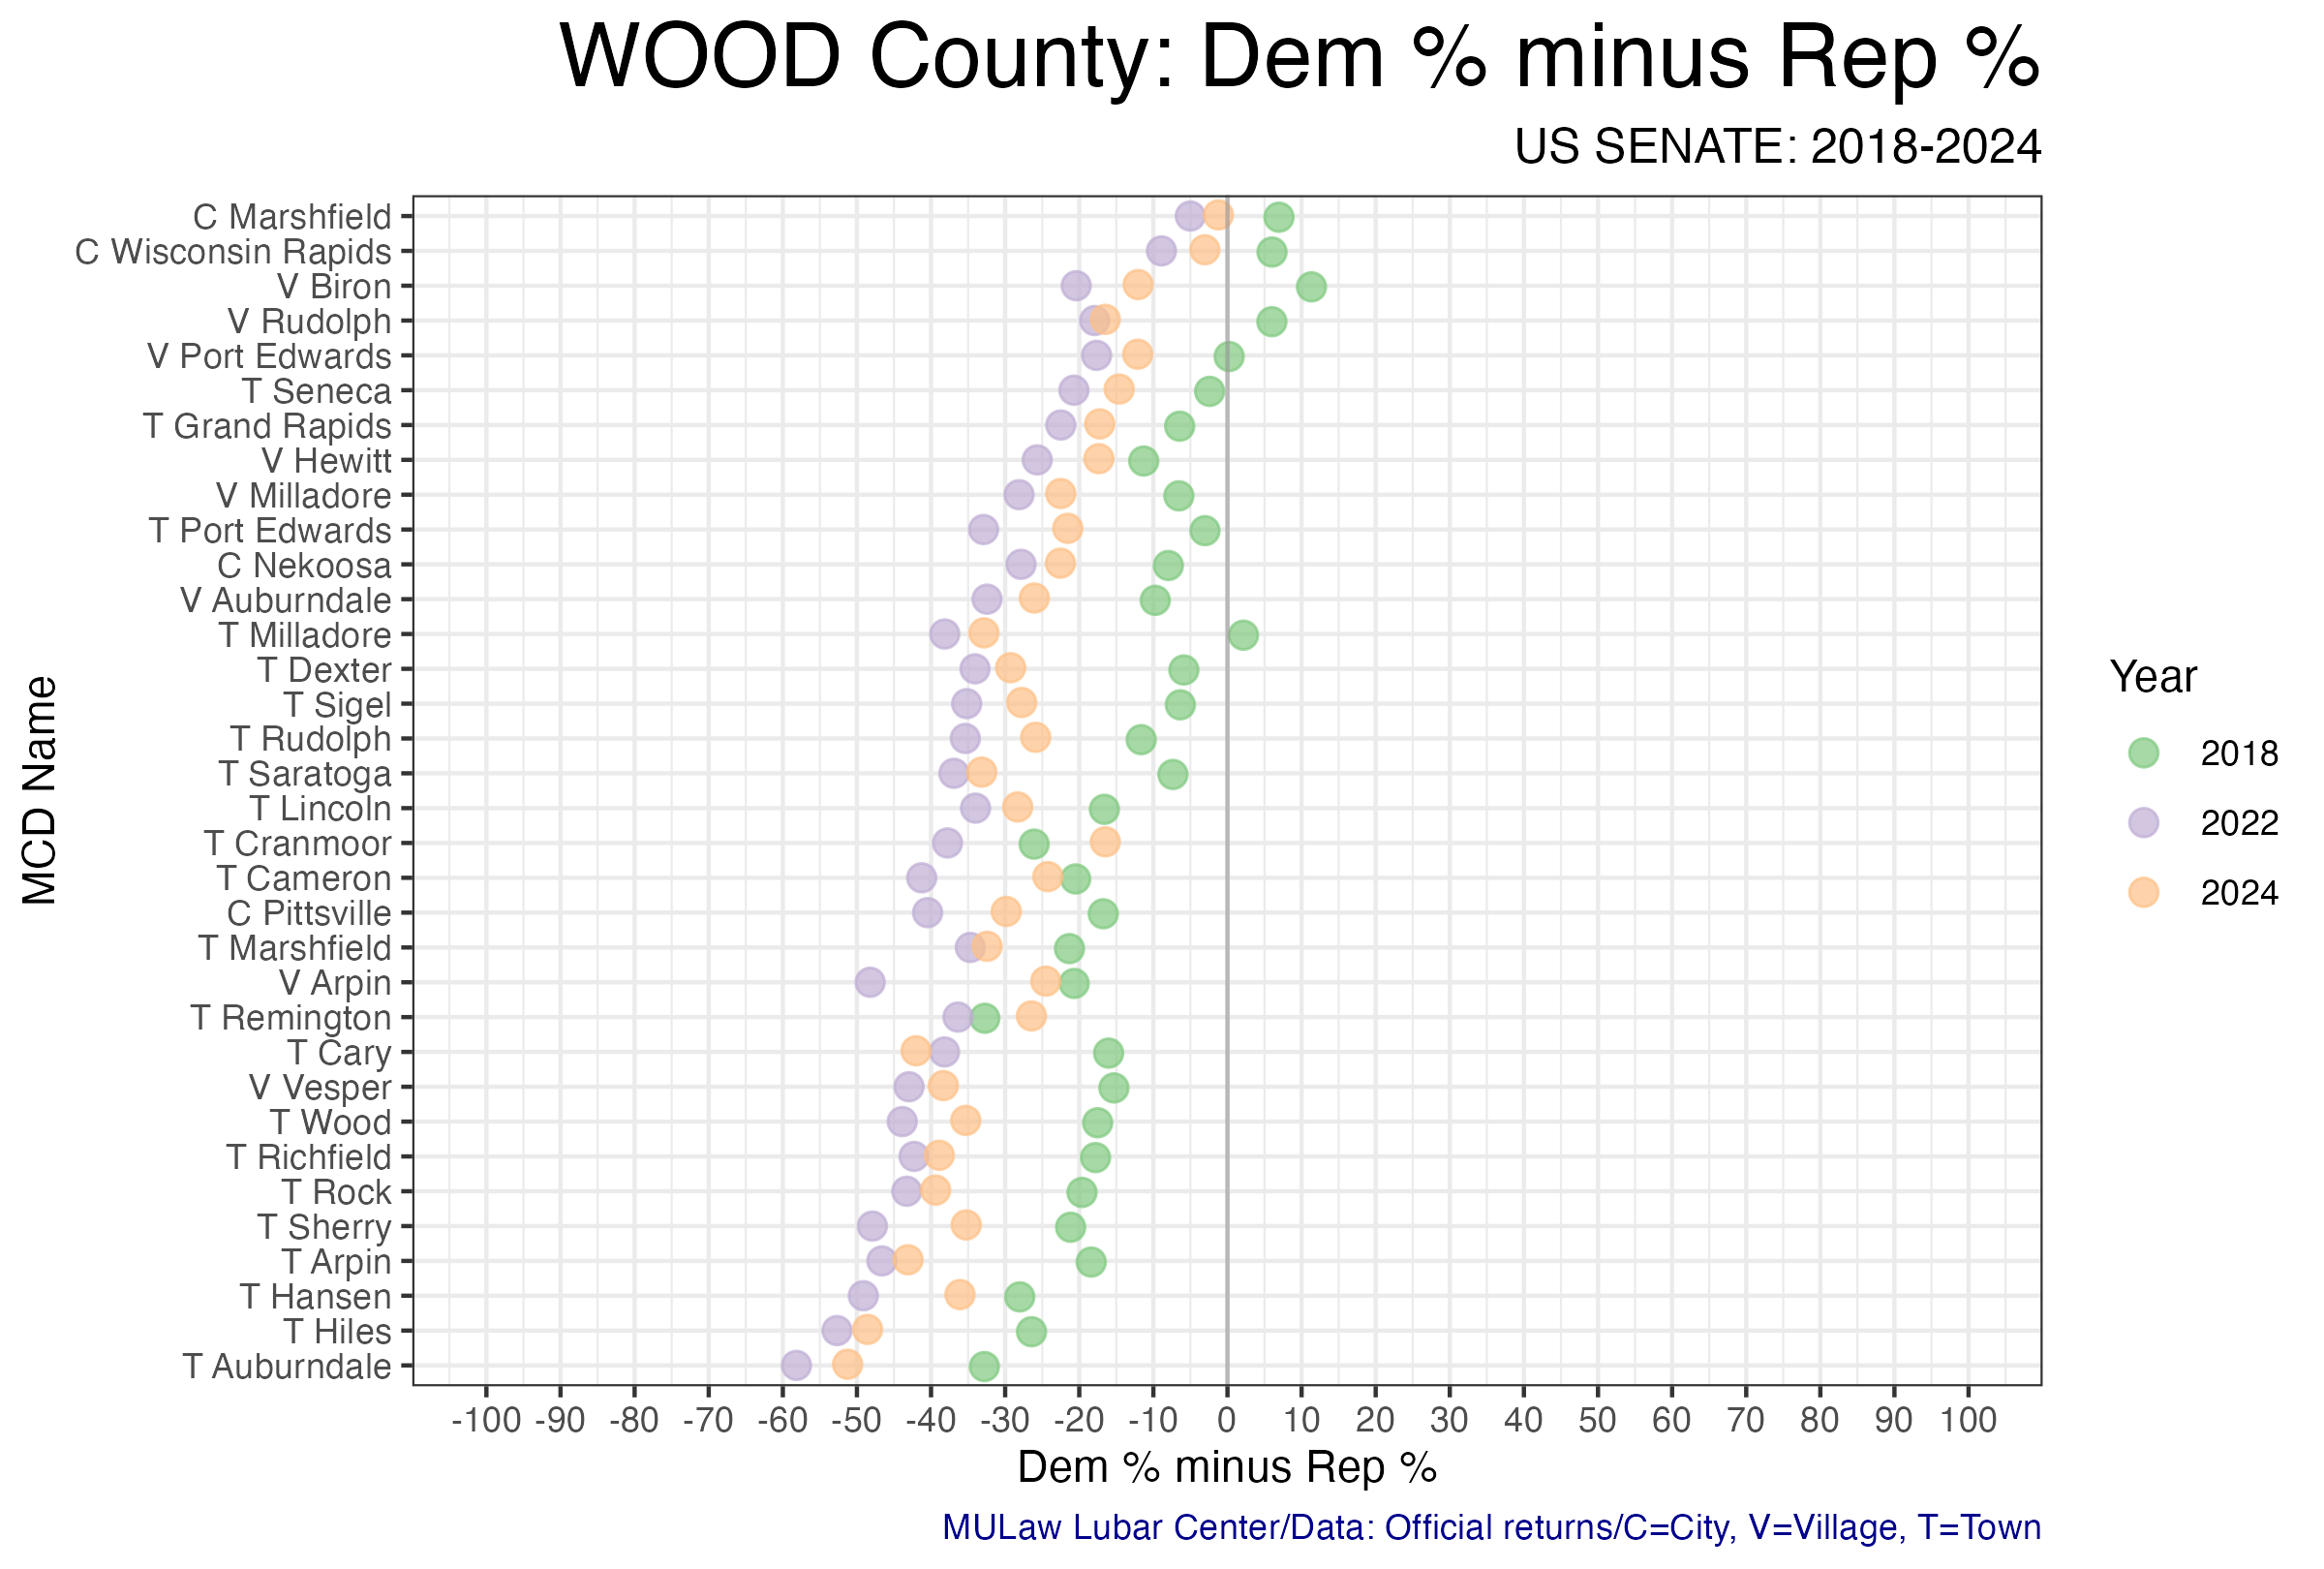 WOOD County: Dem % minus Rep %
US SENATE: 2018-2024
MCD Name
C Marshfield
C Wisconsin Rapids
V Biron
V Rudolph
V Port Edwards
T Seneca
T Grand Rapids
V Hewitt
V Milladore
T Port Edwards
C Nekoosa
V Auburndale
T Milladore
T Dexter
T Sigel
T Rudolph
T Saratoga
T Lincoln
T Cranmoor
T Cameron
C Pittsville
T Marshfield
V Arpin
T Remington
T Cary
V Vesper
T Wood
T Richfield
T Rock
T Sherry
T Arpin
T Hansen
T Hiles
T Auburndale
-100 -90 -80 -70 -60 -50 -40 -30 -20 -10 0 10 20 30 40 50 60 70 80 90 100
Dem % minus Rep %
Year
2018
2022
2024
MULaw Lubar Center/Data: Official returns/C=City, V=Village, T=Town